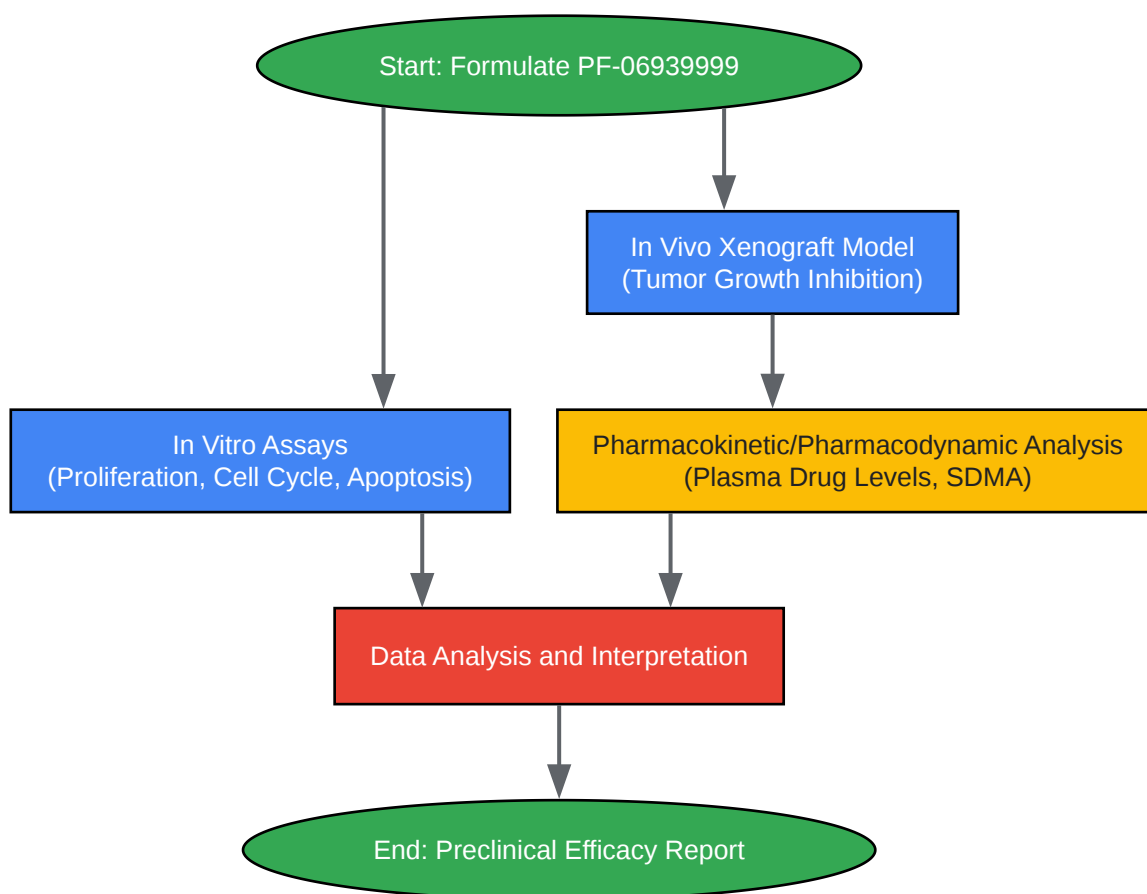 Start: Formulate PF-06939999
In Vivo Xenograft Model
(Tumor Growth Inhibition)
In Vitro Assays
(Proliferation, Cell Cycle, Apoptosis)
Pharmacokinetic/Pharmacodynamic Analysis
(Plasma Drug Levels, SDMA)
Data Analysis and Interpretation
End: Preclinical Efficacy Report